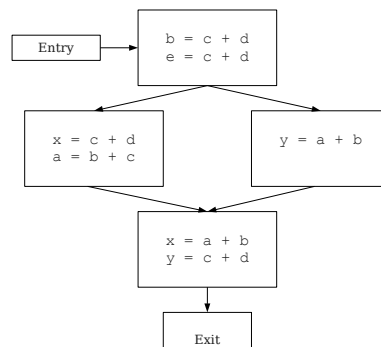 Entry
b = c + d
e = c + d
x = c + d
a = b + c
y = a + b
x = a + b
y = c + d
Exit